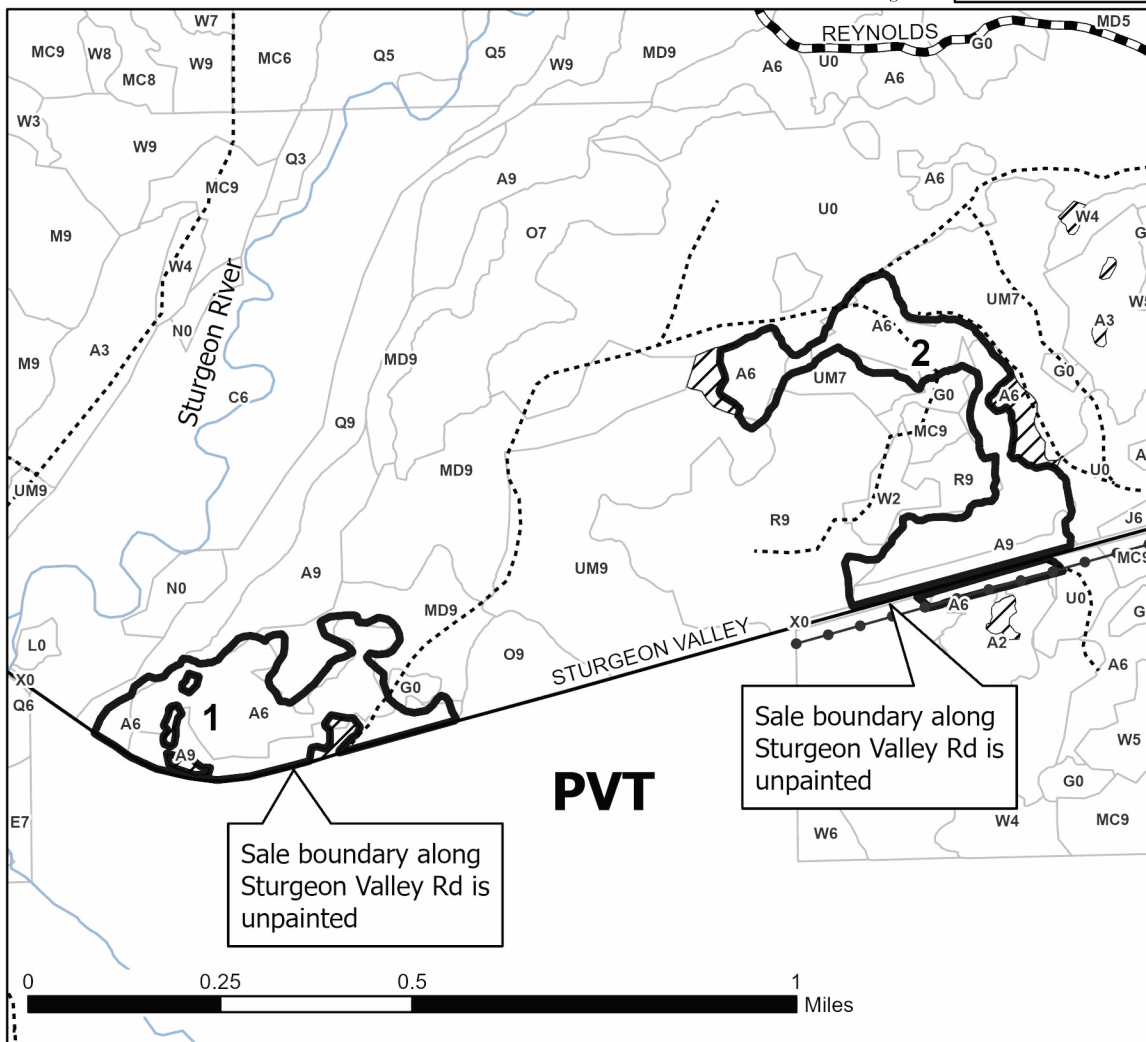 W7
MC9
W8
MC8
W9
MC6
Q5
Q5
W9
MD9
A6
U0
REYNOLDS
G0
MD5
A6
W3
W9
MC9
Q3
A9
A6
U0
O7
W4
M9
W4
Sturgeon River
N0
A3
M9
UM7
A3
A6
2
MD9
A6
UM7
G0
G0
A6
C6
Q9
MC9
MD9
R9
U0
UM9
W2
R9
J6
A9
UM9
A9
N0
MD9
A6
U0
X0
STURGEON VALLEY
A2
L0
O9
A6
X0
Q6
G0
A6
1
A6
A9
Sale boundary along
Sturgeon Valley Rd is
unpainted
W5
G0
PVT
W6
W4
MC9
E7
Sale boundary along
Sturgeon Valley Rd is
unpainted
0
0.25
0.5
1
Miles